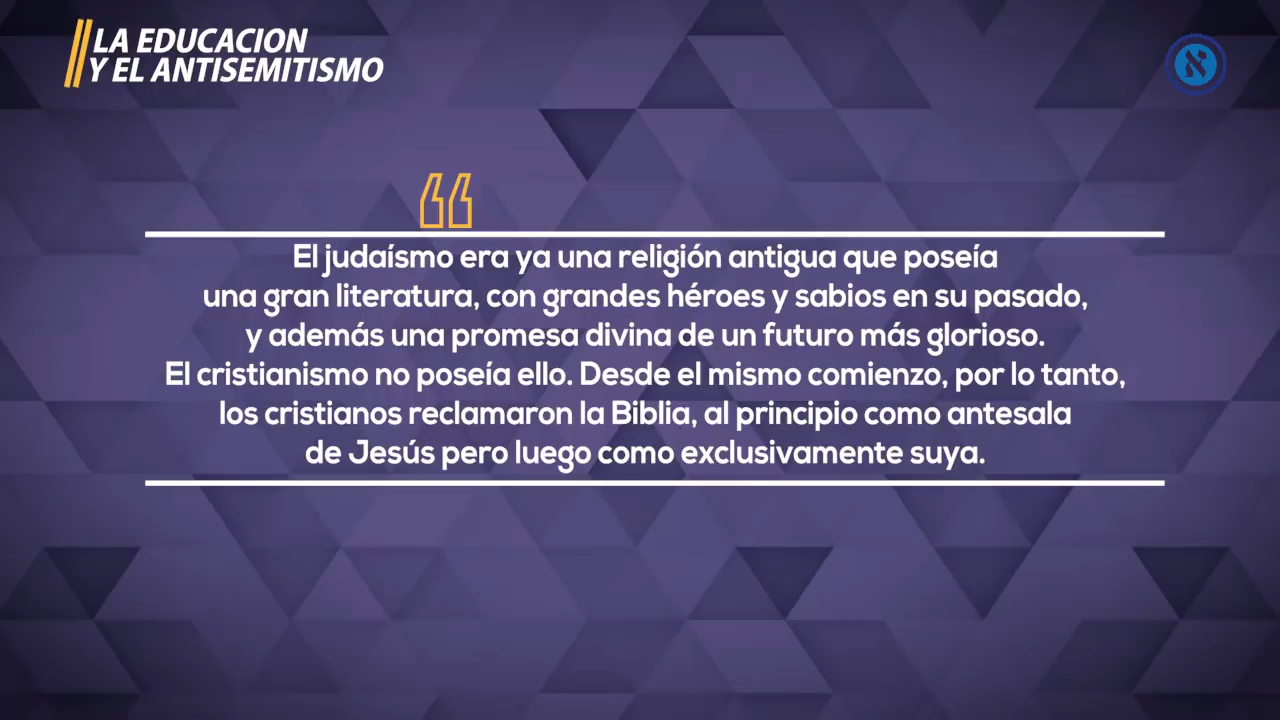 LA EDUCACION
Y EL ANTISEMITISMO
א
“
El judaísmo era ya una religión antigua que poseía
una gran literatura, con grandes héroes y sabios en su pasado,
y además una promesa divina de un futuro más glorioso.
El cristianismo no poseía ello. Desde el mismo comienzo, por lo tanto,
los cristianos reclamaron la Biblia, al principio como antesala
de Jesús pero luego como exclusivamente suya.